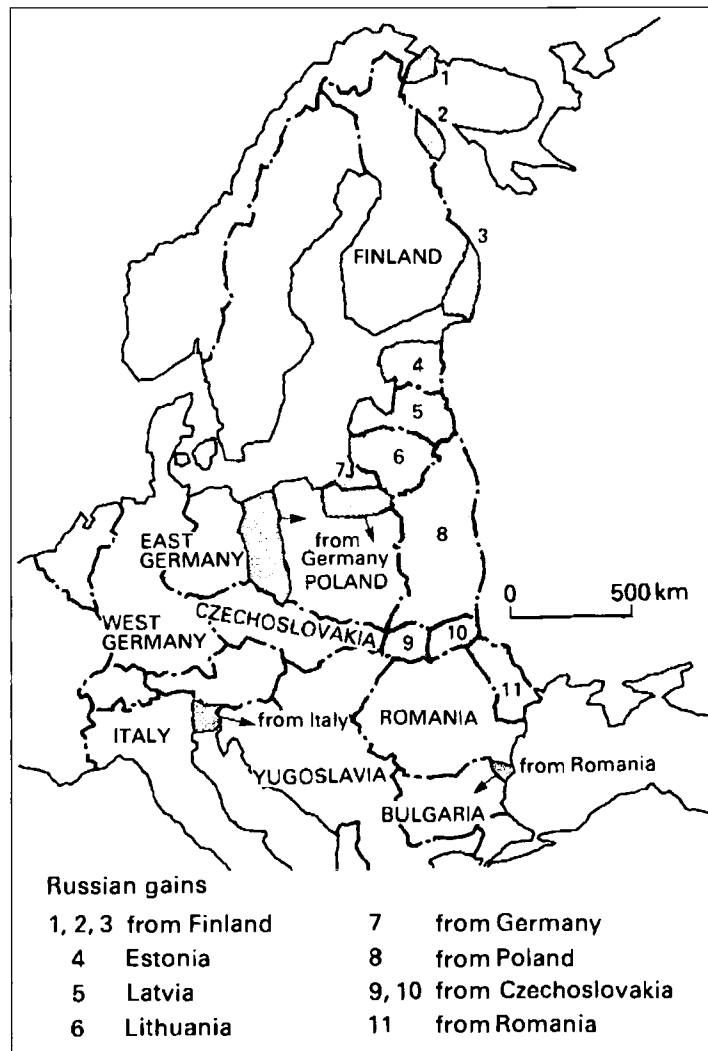 1
2
3
FINLAND
4
5
6
7
from
Germany
POLAND
8
EAST
GERMANY
0 500 km
CZECHOSLOVAKIA
WEST
GERMANY
9
10
11
from Italy
ROMANIA
ITALY
from Romania
YUGOSLAVIA
BULGARIA
Russian gains
1, 2, 3 from Finland
4 Estonia
5 Latvia
6 Lithuania
7 from Germany
8 from Poland
9, 10 from Czechoslovakia
11 from Romania